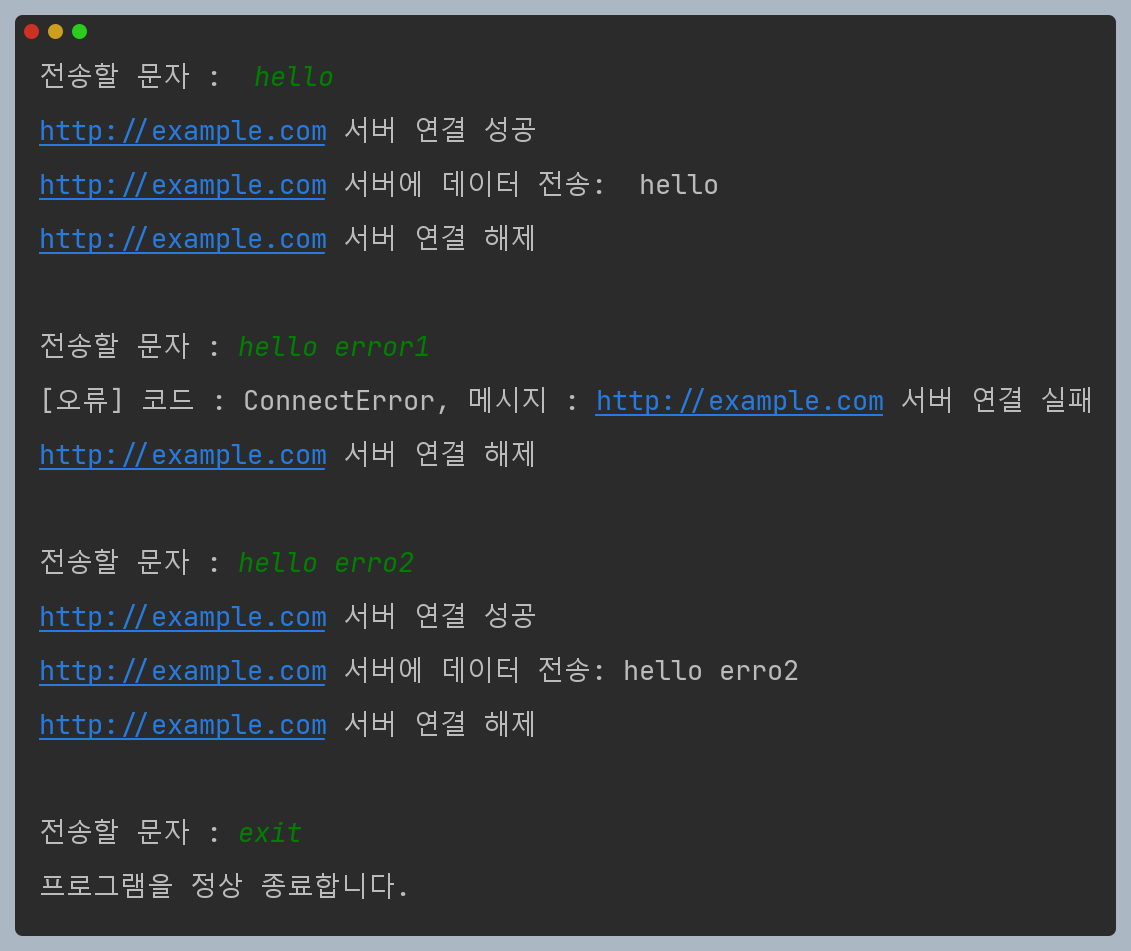 전송할 문자 :  hello
http://example.com 서버 연결 성공
http://example.com 서버에 데이터 전송:  hello
http://example.com 서버 연결 해제
전송할 문자 : hello error1
[오류] 코드 : ConnectError, 메시지 : http://example.com 서버 연결 실패
http://example.com 서버 연결 해제
전송할 문자 : hello erro2
http://example.com 서버 연결 성공
http://example.com 서버에 데이터 전송: hello erro2
http://example.com 서버 연결 해제
전송할 문자 : exit
프로그램을 정상 종료합니다.